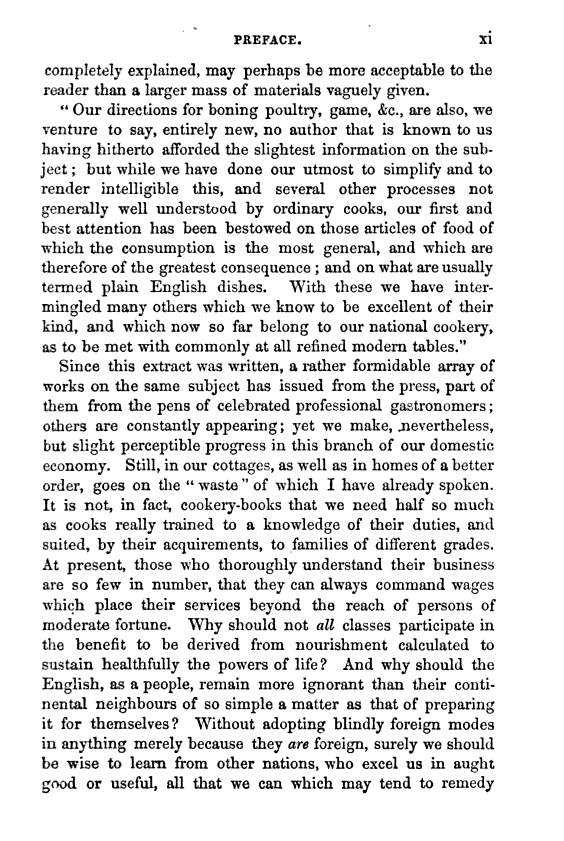 PREFACE. xi
completely explained, may perhaps be more acceptable to the
reader than a larger mass of materials vaguely given.
“ Our directions for boning poultry, game, &c., are also, we
venture to say, entirely new, no author that is known to us
having hitherto afforded the slightest information on the sub-
ject ; but while we have done our utmost to simplify and to
render intelligible this, and several other processes not
generally well understood by ordinary cooks, our first and
best attention has been bestowed on those articles of food of
which the consumption is the most general, and which are
therefore of the greatest consequence ; and on what are usually
termed plain English dishes. With these we have inter-
mingled many others which we know to be excellent of their
kind, and which now so far belong to our national cookery,
as to be met with commonly at all refined modern tables.”
Since this extract was written, a rather formidable array of
works on the same subject has issued from the press, part of
them from the pens of celebrated professional gastronomers ;
others are constantly appearing ; yet we make, nevertheless,
but slight perceptible progress in this branch of our domestic
economy. Still, in our cottages, as well as in homes of a better
order, goes on the “ waste ” of which I have already spoken.
It is not, in fact, cookery-books that we need half so much
as cooks really trained to a knowledge of their duties, and
suited, by their acquirements, to families of different grades.
At present, those who thoroughly understand their business
are so few in number, that they can always command wages
which place their services beyond the reach of persons of
moderate fortune. Why should not all classes participate in
the benefit to be derived from nourishment calculated to
sustain healthfully the powers of life ? And why should the
English, as a people, remain more ignorant than their conti-
nental neighbours of so simple a matter as that of preparing
it for themselves ? Without adopting blindly foreign modes
in anything merely because they are foreign, surely we should
be wise to learn from other nations, who excel us in aught
good or useful, all that we can which may tend to remedy